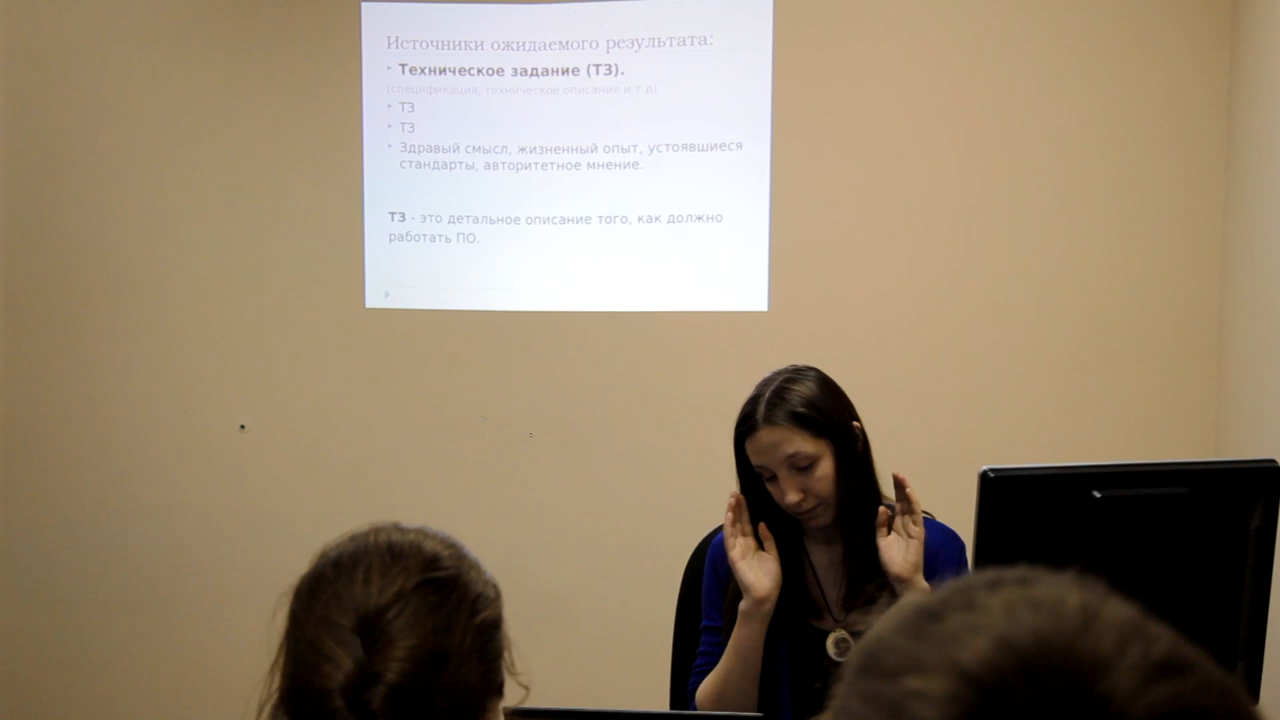 Источники ожидаемого результата:
Техническое задание (ТЗ).
(спецификация, техническое описание и т.д)
ТЗ
ТЗ
Здравый смысл, жизненный опыт, устоявшиеся
стандарты, авторитетное мнение.
ТЗ - это детальное описание того, как должно
работать ПО.